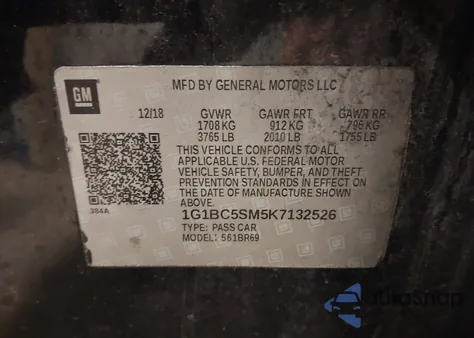 GM
MFD BY GENERAL MOTORS LLC
12/18 GVWR GAWR FRT GAWR RR
1708 KG 912 KG 796 KG
3765 LB 2010 LB 1755 LB
THIS VEHICLE CONFORMS TO ALL
APPLICABLE U.S. FEDERAL MOTOR
VEHICLE SAFETY, BUMPER, AND THEFT
PREVENTION STANDARDS IN EFFECT ON
THE DATE OF MANUFACTURE SHOWN
ABOVE.
384A
1G1BC5SM5K7132526
TYPE: PASS CAR
MODEL: 561BR69